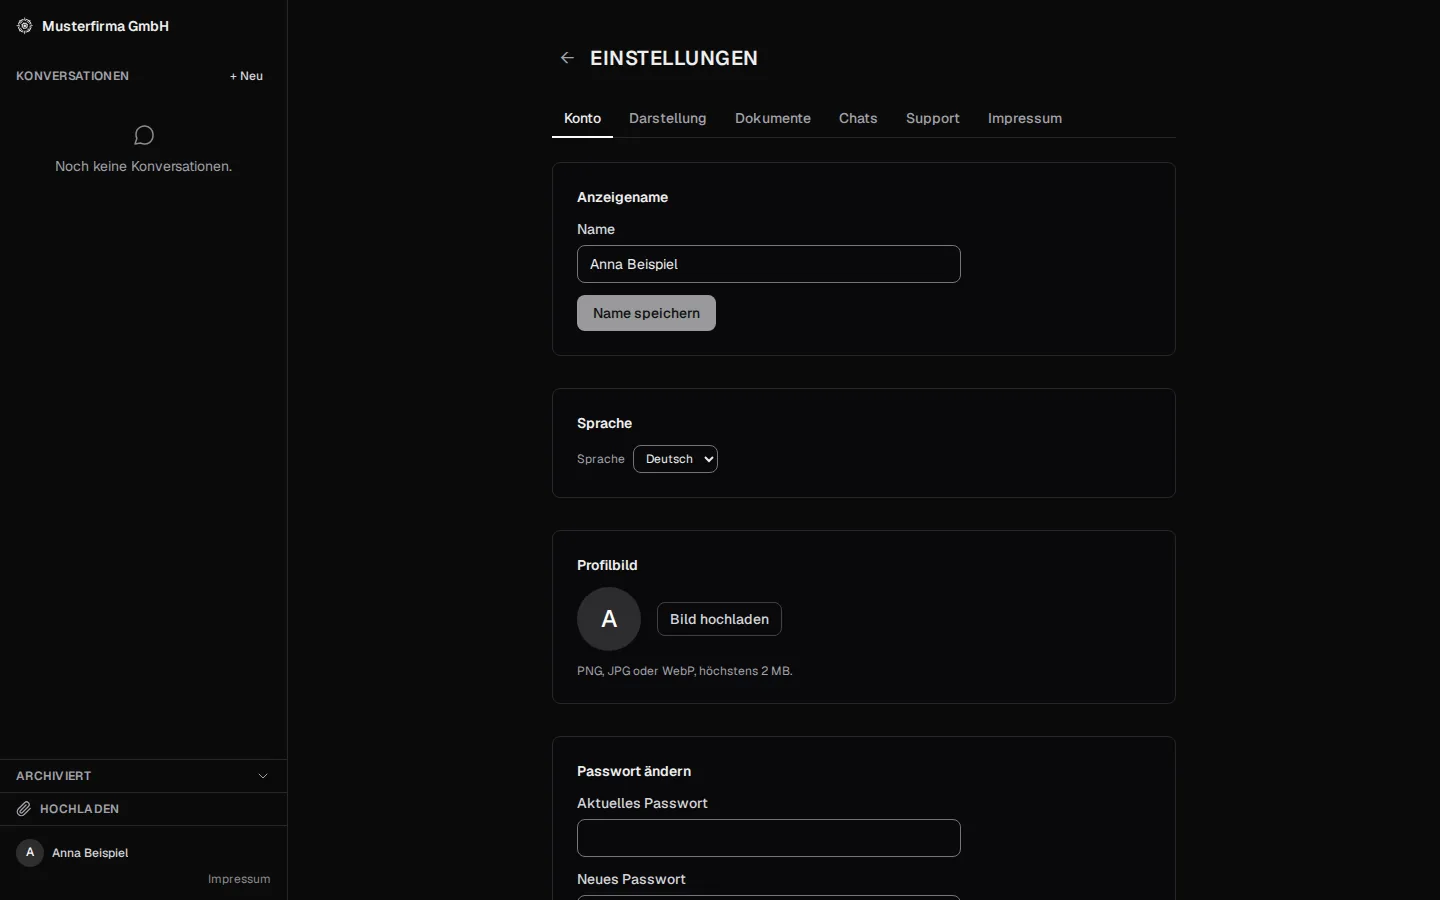 Musterfirma GmbH
KONVERSATIONEN
+ Neu
Noch keine Konversationen.
ARCHIVIERT
HOCHLADEN
A
Anna Beispiel
Impressum
EINSTELLUNGEN
Konto Darstellung Dokumente Chats Support Impressum
Anzeigename
Name
Anna Beispiel
Name speichern
Sprache
Sprache Deutsch
Profilbild
A
Bild hochladen
PNG, JPG oder WebP, höchstens 2 MB.
Passwort ändern
Aktuelles Passwort
Neues Passwort